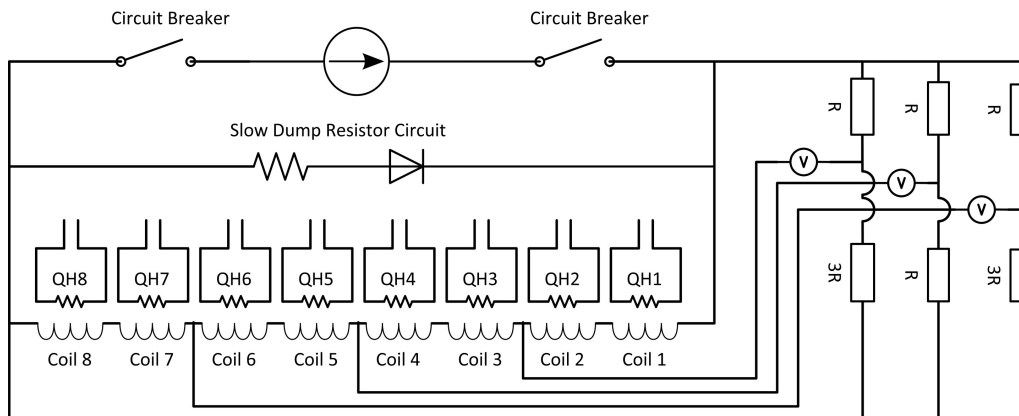 Circuit Breaker
Circuit Breaker
Slow Dump Resistor Circuit
R
R
R
V
V
V
QH8
QH7
QH6
QH5
QH4
QH3
QH2
QH1
3R
R
3R
Coil 8
Coil 7
Coil 6
Coil 5
Coil 4
Coil 3
Coil 2
Coil 1